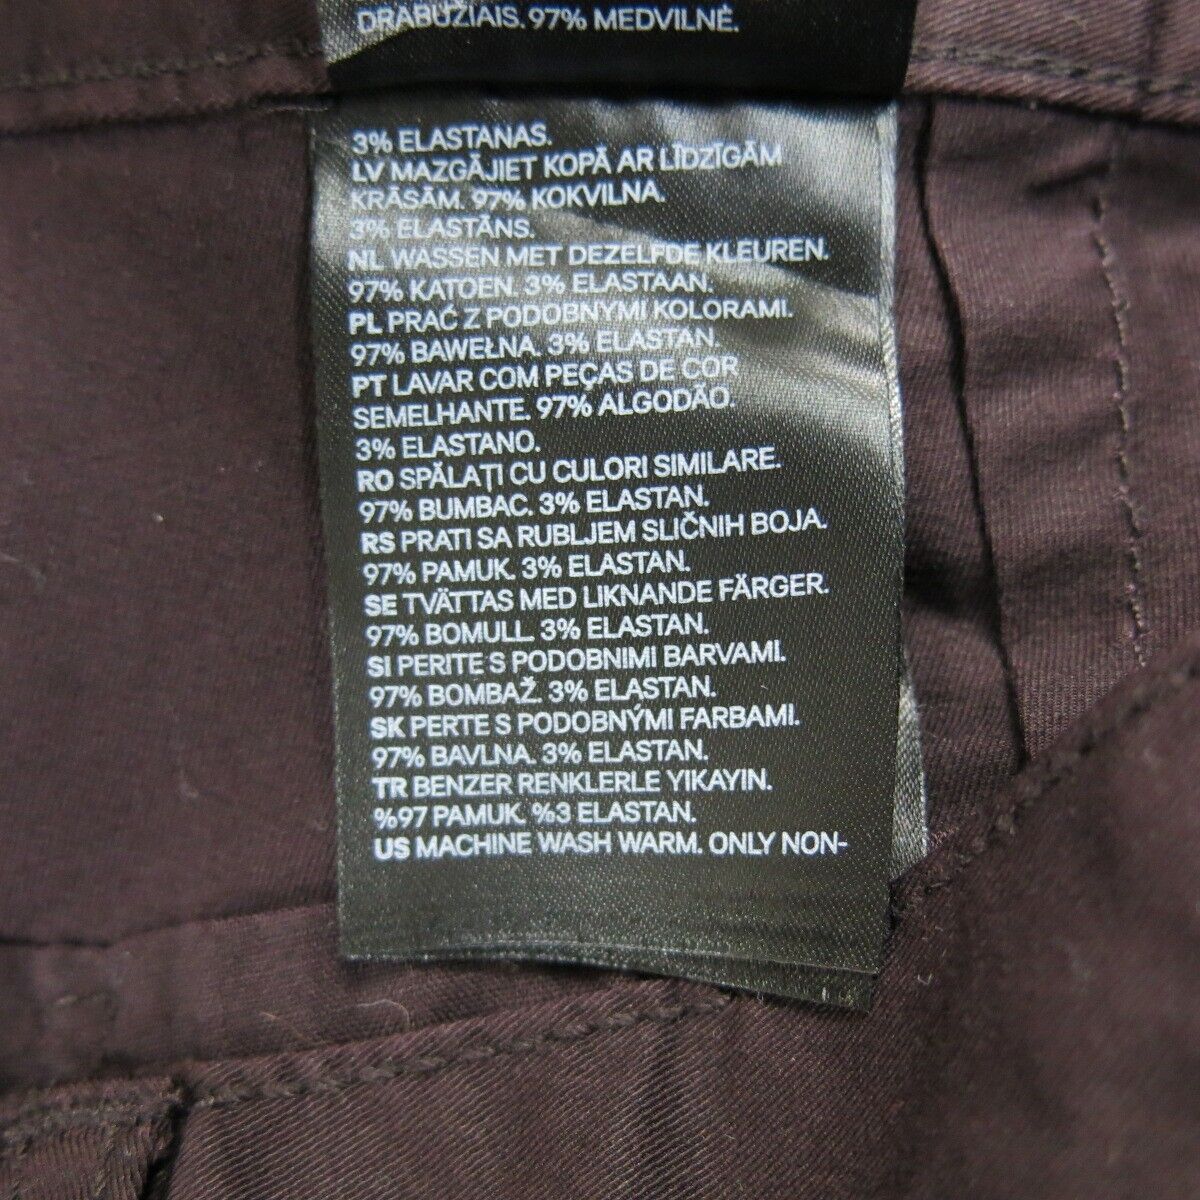 DRABUŽIAIS. 97% MEDVILNĖ.
3% ELASTANAS.
LV MAZGĀJIET KOPĀ AR LĪDZĪGĀM
KRĀSĀM. 97% KOKVILNA.
3% ELASTĀNS.
NL WASSEN MET DEZELFDE KLEUREN.
97% KATOEN. 3% ELASTAAN.
PL PRAĆ Z PODOBNYMI KOLORAMI.
97% BAWEŁNA. 3% ELASTAN.
PT LAVAR COM PEÇAS DE COR
SEMELHANTE. 97% ALGODÃO.
3% ELASTANO.
RO SPĂLAȚI CU CULORI SIMILARE.
97% BUMBAC. 3% ELASTAN.
RS PRATI SA RUBLJEM SLIČNIH BOJA.
97% PAMUK. 3% ELASTAN.
SE TVÄTTAS MED LIKNANDE FÄRGER.
97% BOMULL. 3% ELASTAN.
SI PERITE S PODOBNIMI BARVAMI.
97% BOMBAŽ. 3% ELASTAN.
SK PERTE S PODOBNÝMI FARBAMI.
97% BAVLNA. 3% ELASTAN.
TR BENZER RENKLERLE YIKAYIN.
%97 PAMUK. %3 ELASTAN.
US MACHINE WASH WARM. ONLY NON-